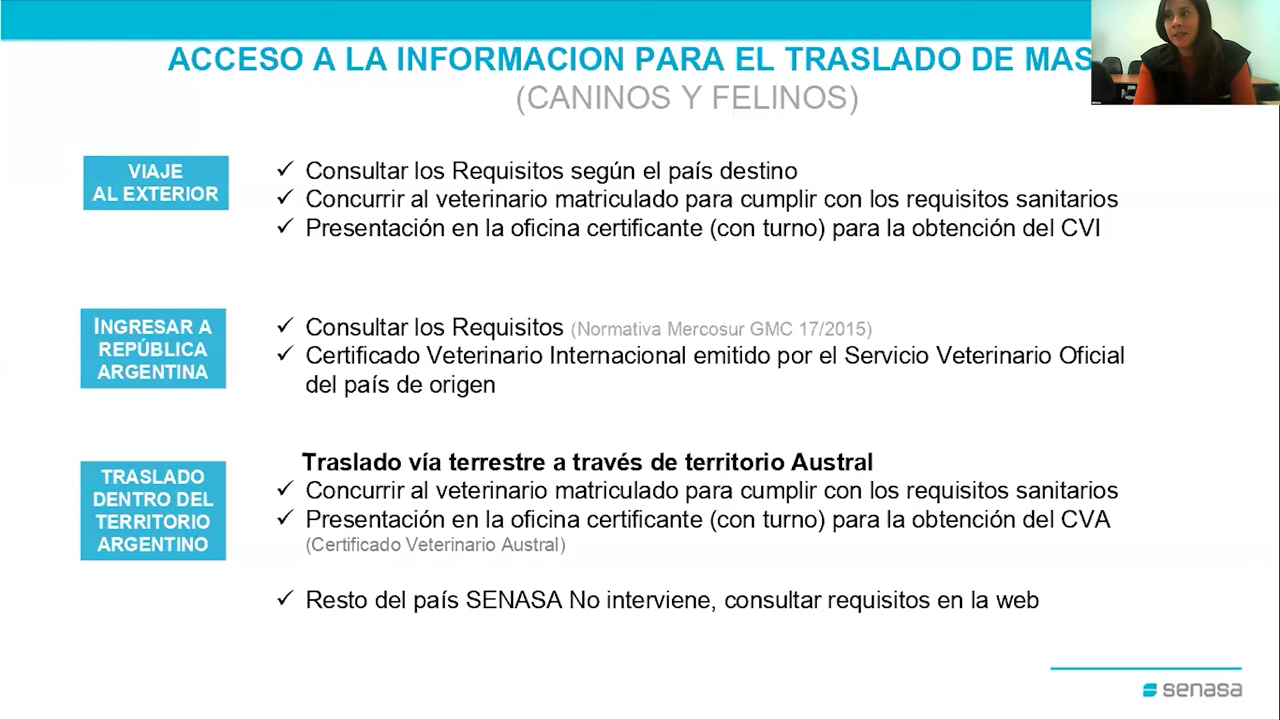 ACCESO A LA INFORMACION PARA EL TRASLADO DE MAS
(CANINOS Y FELINOS)
VIAJE
AL EXTERIOR
✓ Consultar los Requisitos según el país destino
✓ Concurrir al veterinario matriculado para cumplir con los requisitos sanitarios
✓ Presentación en la oficina certificante (con turno) para la obtención del CVI
INGRESAR A
REPÚBLICA
ARGENTINA
✓ Consultar los Requisitos (Normativa Mercosur GMC 17/2015)
✓ Certificado Veterinario Internacional emitido por el Servicio Veterinario Oficial
del país de origen
TRASLADO
DENTRO DEL
TERRITORIO
ARGENTINO
Traslado vía terrestre a través de territorio Austral
✓ Concurrir al veterinario matriculado para cumplir con los requisitos sanitarios
✓ Presentación en la oficina certificante (con turno) para la obtención del CVA
(Certificado Veterinario Austral)
✓ Resto del país SENASA No interviene, consultar requisitos en la web
senasa